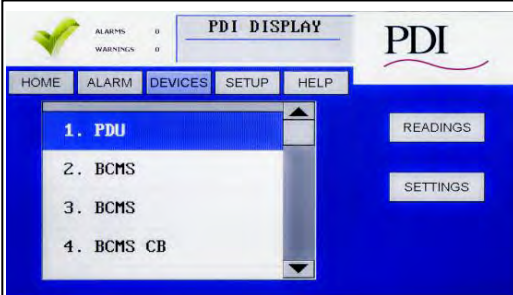 ALARMS 0
WARNINGS 0
PDI DISPLAY
PDI
HOME ALARM DEVICES SETUP HELP
1. PDU
2. BCMS
3. BCMS
4. BCMS CB
READINGS
SETTINGS